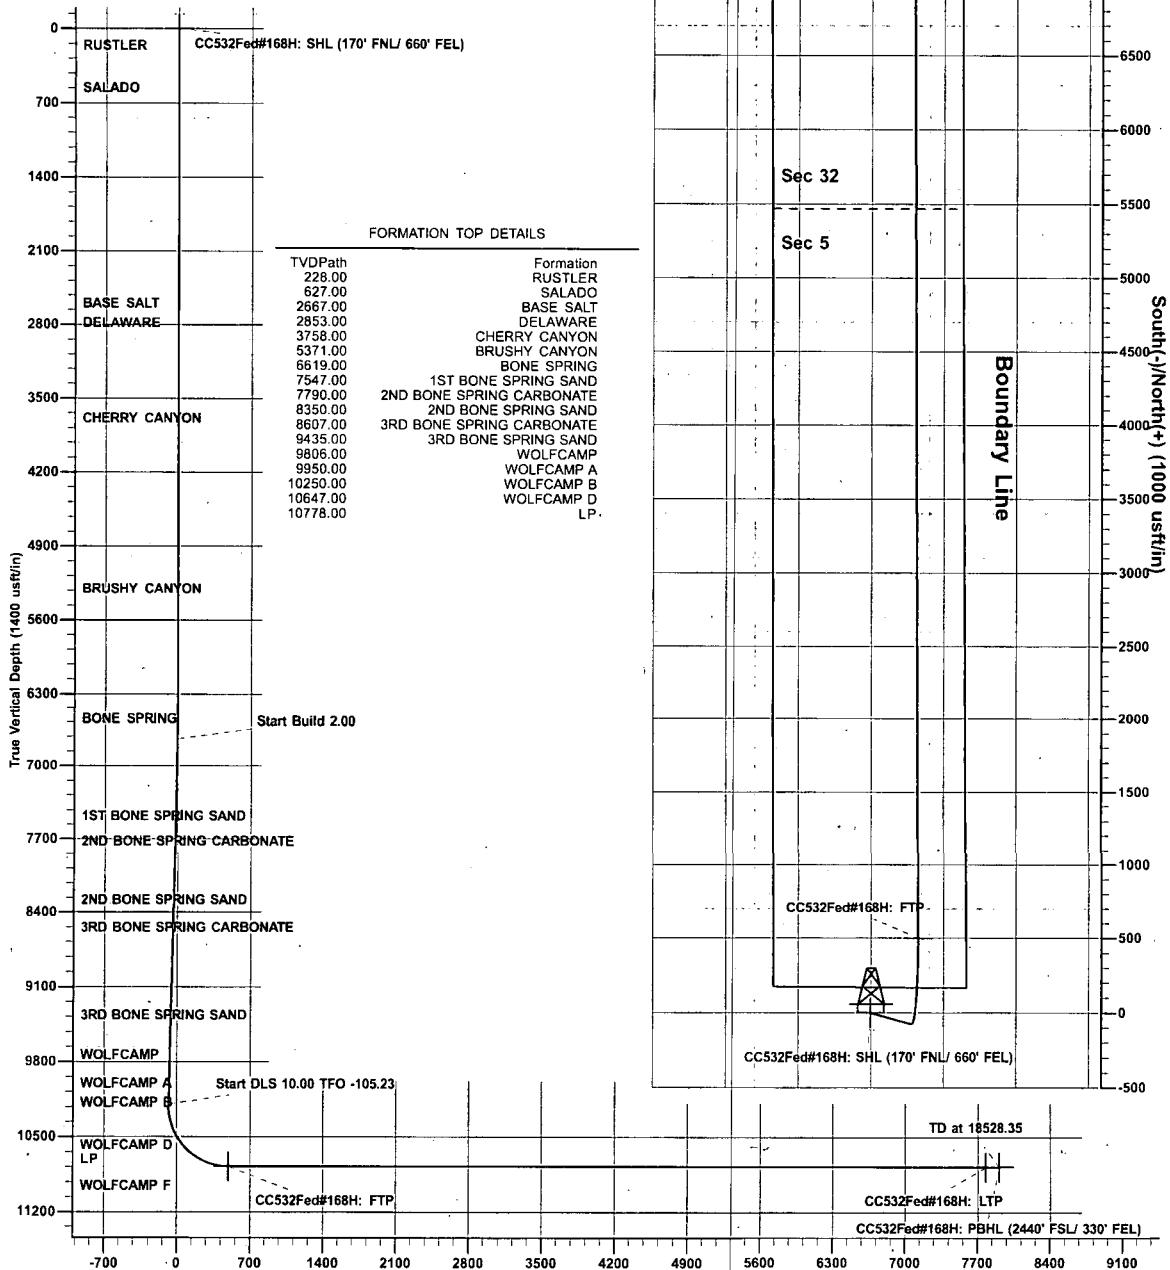 0
RUSTLER
CC532Fed#168H: SHL (170' FNL/ 660' FEL)
SALADO
700
1400
2100
BASE SALT
DELAWARE
2800
3500
CHERRY CANYON
4200
4900
BRUSHY CANYON
5600
6300
BONE SPRING
Start Build 2.00
7000
1ST BONE SPRING SAND
7700
2ND BONE SPRING CARBONATE
2ND BONE SPRING SAND
8400
3RD BONE SPRING CARBONATE
9100
3RD BONE SPRING SAND
WOLFCAMP
9800
WOLFCAMP A
Start DLS 10.00 TFO -105.23
WOLFCAMP B
10500
WOLFCAMP D
LP
WOLFCAMP F
11200
True Vertical Depth (1400 usft/in)
CC532Fed#168H: FTP
TD at 18528.35
CC532Fed#168H: LTP
CC532Fed#168H: PBHL (2440' FSL/ 330' FEL)
-700 0 700 1400 2100 2800 3500 4200 4900 5600 6300 7000 7700 8400 9100
FORMATION TOP DETAILS
TVDPath Formation
228.00 RUSTLER
627.00 SALADO
2667.00 BASE SALT
2853.00 DELAWARE
3758.00 CHERRY CANYON
5371.00 BRUSHY CANYON
6619.00 BONE SPRING
7547.00 1ST BONE SPRING SAND
7790.00 2ND BONE SPRING CARBONATE
8350.00 2ND BONE SPRING SAND
8607.00 3RD BONE SPRING CARBONATE
9435.00 3RD BONE SPRING SAND
9806.00 WOLFCAMP
9950.00 WOLFCAMP A
10250.00 WOLFCAMP B
10647.00 WOLFCAMP D
10778.00 LP
Sec 32
Sec 5
Boundary Line
CC532Fed#168H: FTP
CC532Fed#168H: SHL (170' FNL/ 660' FEL)
6500
6000
5500
5000
4500
4000
3500
3000
2500
2000
1500
1000
500
0
-500
South(-)/North(+) (1000 usft/in)